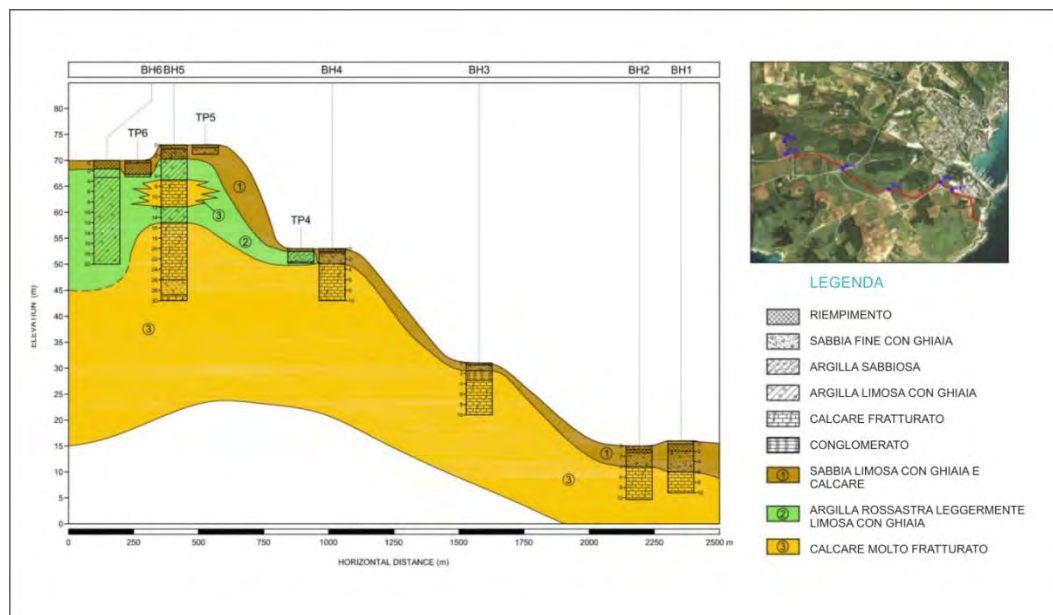 BH6 BH5 BH4 BH3 BH2 BH1
TP6
TP5
TP4
80
75
70
65
60
55
50
45
40
35
30
25
20
15
10
5
0
ELEVATION (m)
①
②
③
③
①
③
0 250 500 750 1000 1250 1500 1750 2000 2250 2500 m
HORIZONTAL DISTANCE (m)
LEGENDA
RIEMPIMENTO
SABBIA FINE CON GHIAIA
ARGILLA SABBIOSA
ARGILLA LIMOSA CON GHIAIA
CALCARE FRATTURATO
CONGLOMERATO
① SABBIA LIMOSA CON GHIAIA E
CALCARE
② ARGILLA ROSSASTRA LEGGERMENTE
LIMOSA CON GHIAIA
③ CALCARE MOLTO FRATTURATO